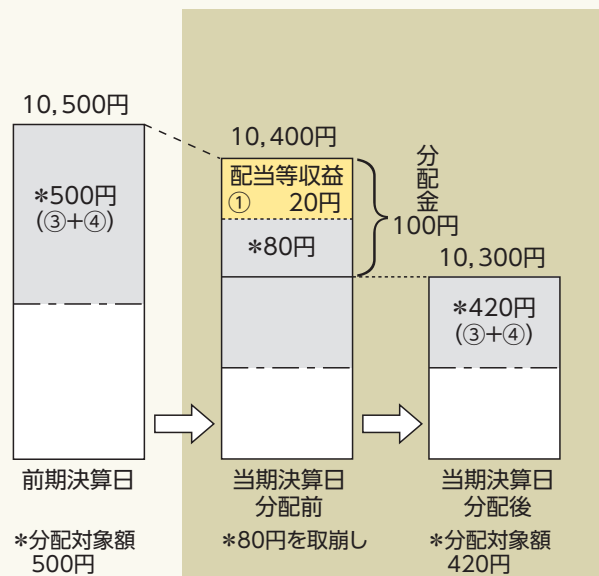 10,500円
*500円
(③+④)
前期決算日
*分配対象額
500円
10,400円
配当等収益
① 20円
*80円
分配金
100円
当期決算日
分配前
*80円を取崩し
10,300円
*420円
(③+④)
当期決算日
分配後
*分配対象額
420円